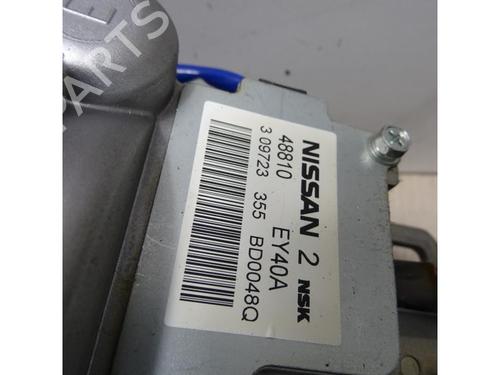 NISSAN 2 NSK
48810 EY40A
3 09723 355 BD0048Q